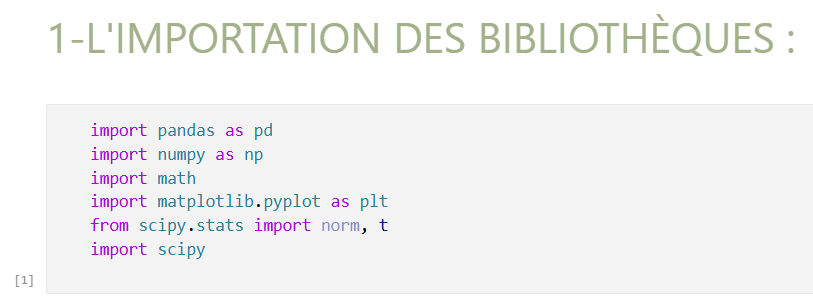 1-L'IMPORTATION DES BIBLIOTHÈQUES :
import pandas as pd
import numpy as np
import math
import matplotlib.pyplot as plt
from scipy.stats import norm, t
import scipy
[1]